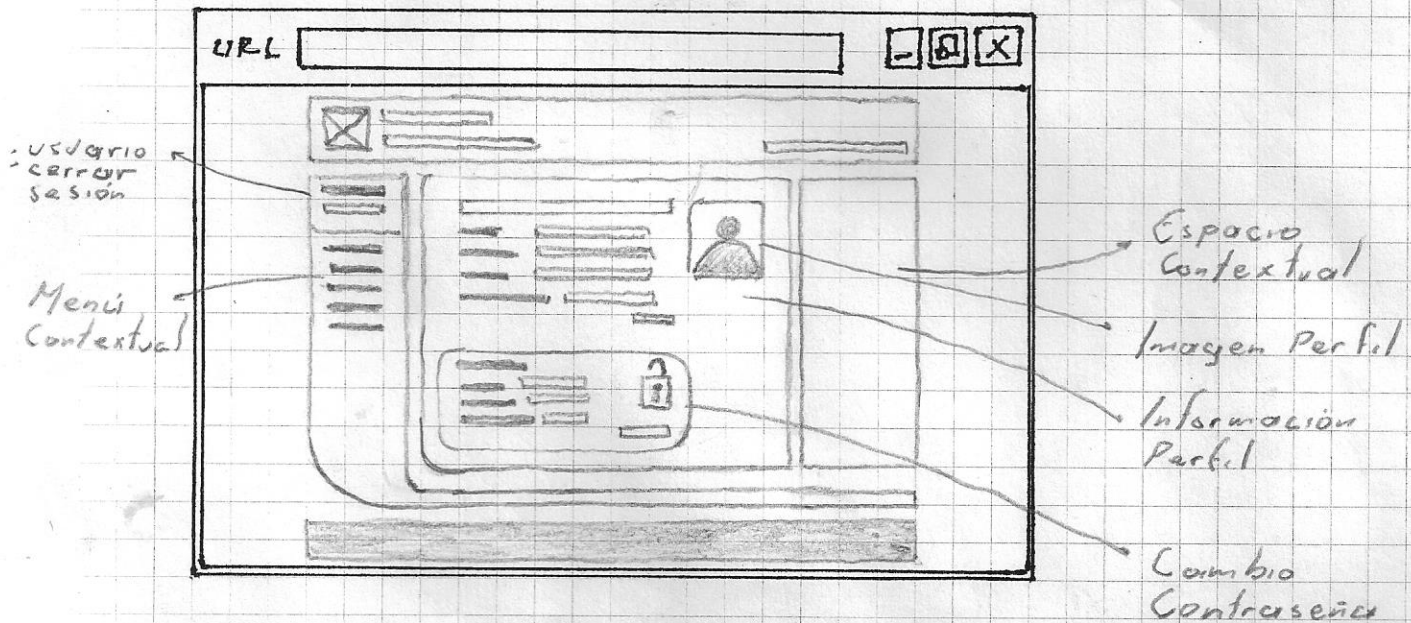 URL
- usuario
- cerrar
sesión
Menú
Contextual
Espacio
Contextual
Imagen Perfil
Información
Perfil
Cambio
Contraseña